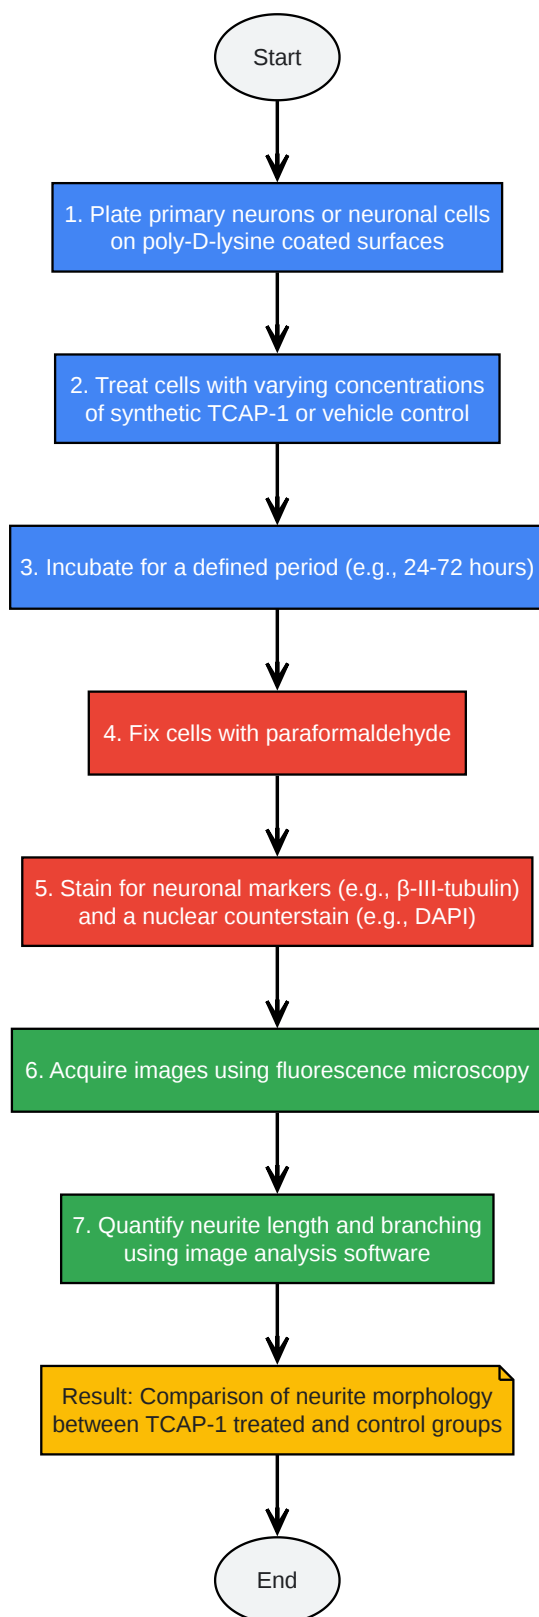 Start
1. Plate primary neurons or neuronal cells
on poly-D-lysine coated surfaces
2. Treat cells with varying concentrations
of synthetic TCAP-1 or vehicle control
3. Incubate for a defined period (e.g., 24-72 hours)
4. Fix cells with paraformaldehyde
5. Stain for neuronal markers (e.g., β-III-tubulin)
and a nuclear counterstain (e.g., DAPI)
6. Acquire images using fluorescence microscopy
7. Quantify neurite length and branching
using image analysis software
Result: Comparison of neurite morphology
between TCAP-1 treated and control groups
End